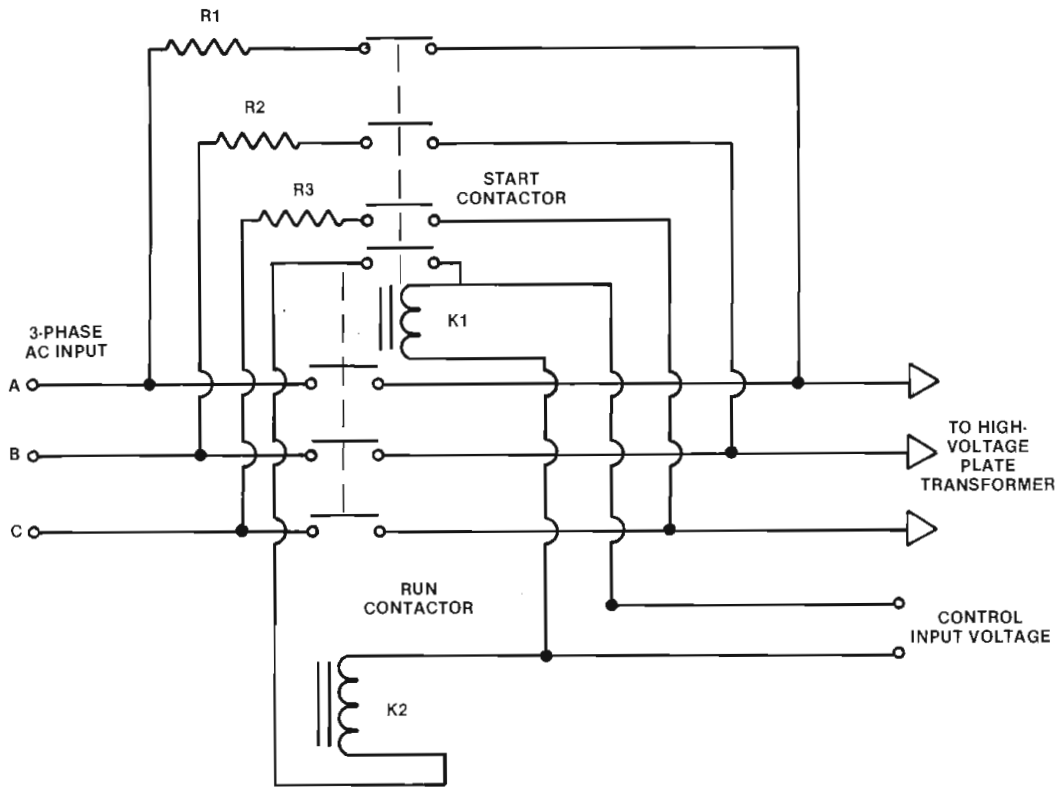 R1
R2
R3
START
CONTACTOR
K1
3-PHASE
AC INPUT
A
B
C
TO HIGH-
VOLTAGE
PLATE
TRANSFORMER
RUN
CONTACTOR
CONTROL
INPUT VOLTAGE
K2